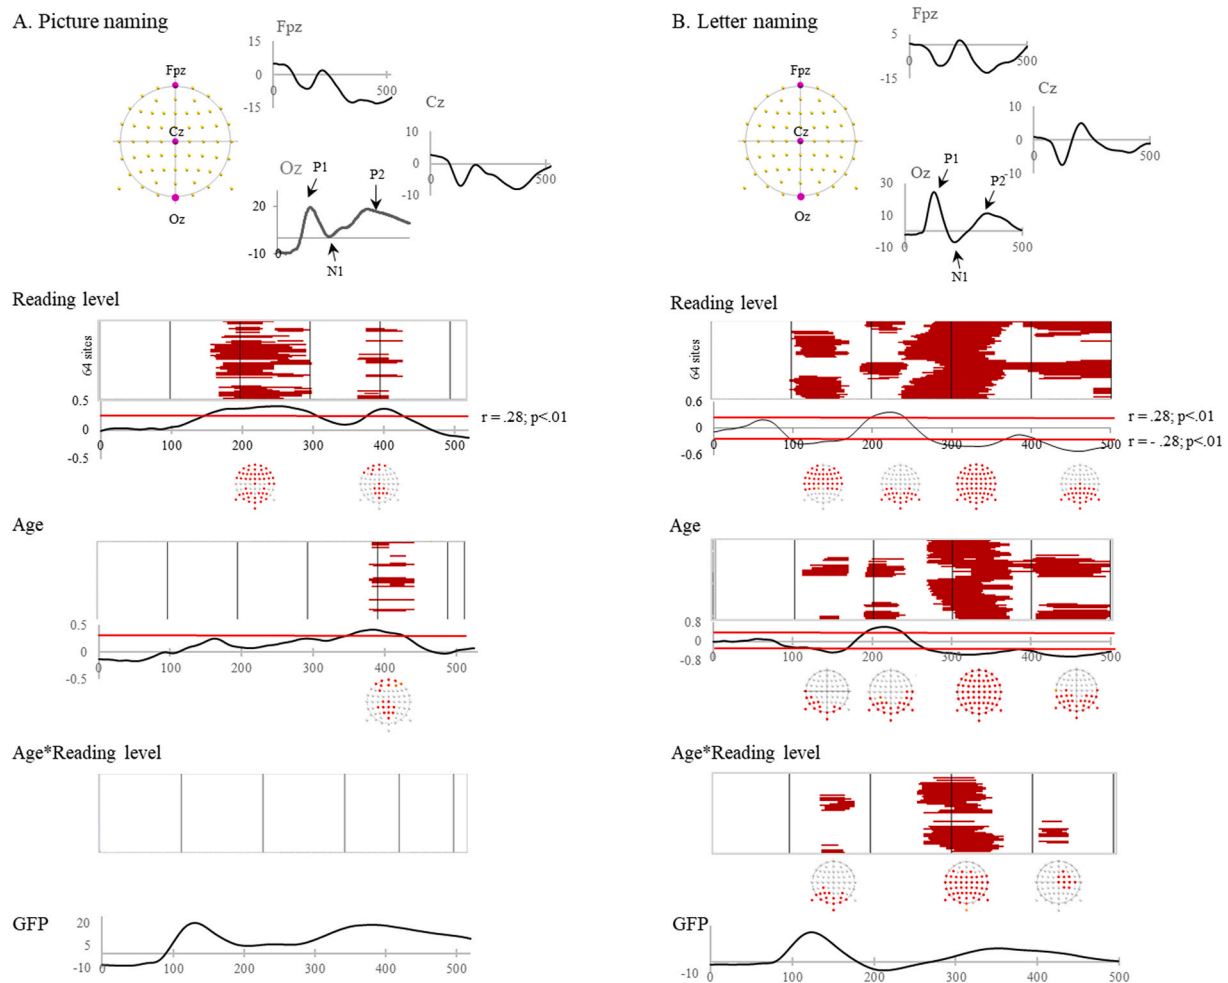 A. Picture naming
Fpz
15
0
-15
0
500
Fpz
Cz
Oz
Cz
10
0
-10
500
Oz
P1
P2
20
-10
0
N1
Reading level
64 sites
0.5
0
-0.5
0 100 200 300 400 500
r = .28; p<.01
Age
0.5
0
-0.5
0 100 200 300 400 500
Age*Reading level
GFP
20
5
-10
0 100 200 300 400 500
B. Letter naming
Fpz
5
-15
0
500
Fpz
Cz
Oz
Cz
10
0
-10
0
500
Oz
P1
P2
30
10
-10
0
500
N1
Reading level
64 sites
0.6
0
-0.6
0 100 200 300 400 500
r = .28; p<.01
r = - .28; p<.01
Age
0.8
0
-0.8
0 100 200 300 400 500
Age*Reading level
GFP
-10
0 100 200 300 400 500